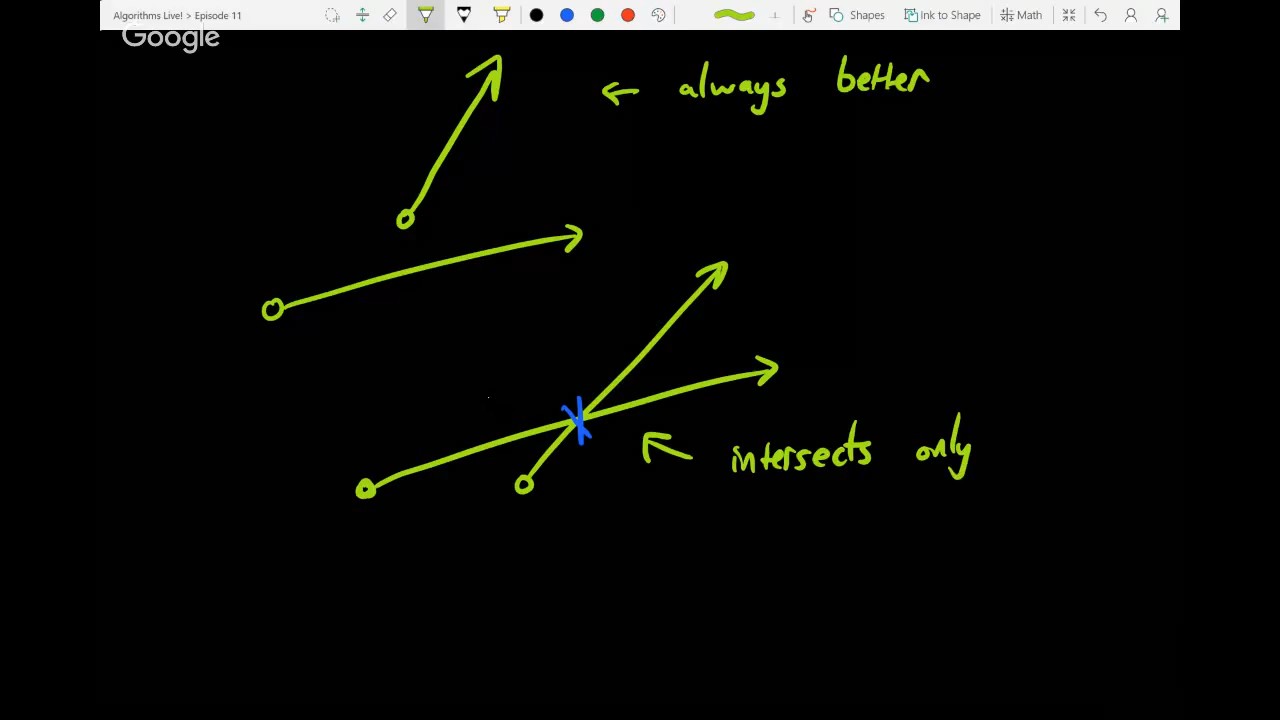 Algorithms Live! > Episode 11
Shapes
Ink to Shape
Math
Google
← always better
intersects only